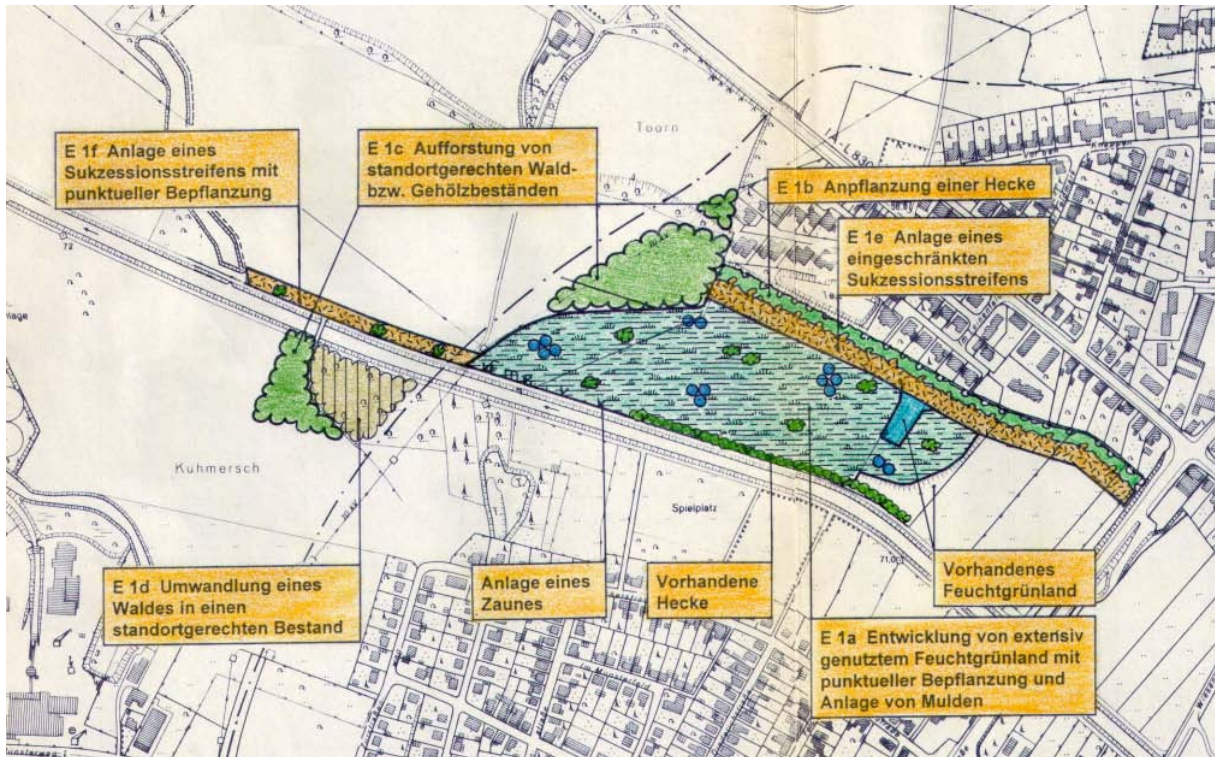 Toorn
L 830
E 1f Anlage eines
Sukzessionsstreifens mit
punktueller Bepflanzung
E 1c Aufforstung von
standortgerechten Wald-
bzw. Gehölzbeständen
E 1b Anpflanzung einer Hecke
E 1e Anlage eines
eingeschränkten
Sukzessionsstreifens
72
Kuhmersch
Spielplatz
E 1d Umwandlung eines
Waldes in einen
standortgerechten Bestand
Anlage eines
Zaunes
Vorhandene
Hecke
Vorhandenes
Feuchtgrünland
E 1a Entwicklung von extensiv
genutztem Feuchtgrünland mit
punktueller Bepflanzung und
Anlage von Mulden